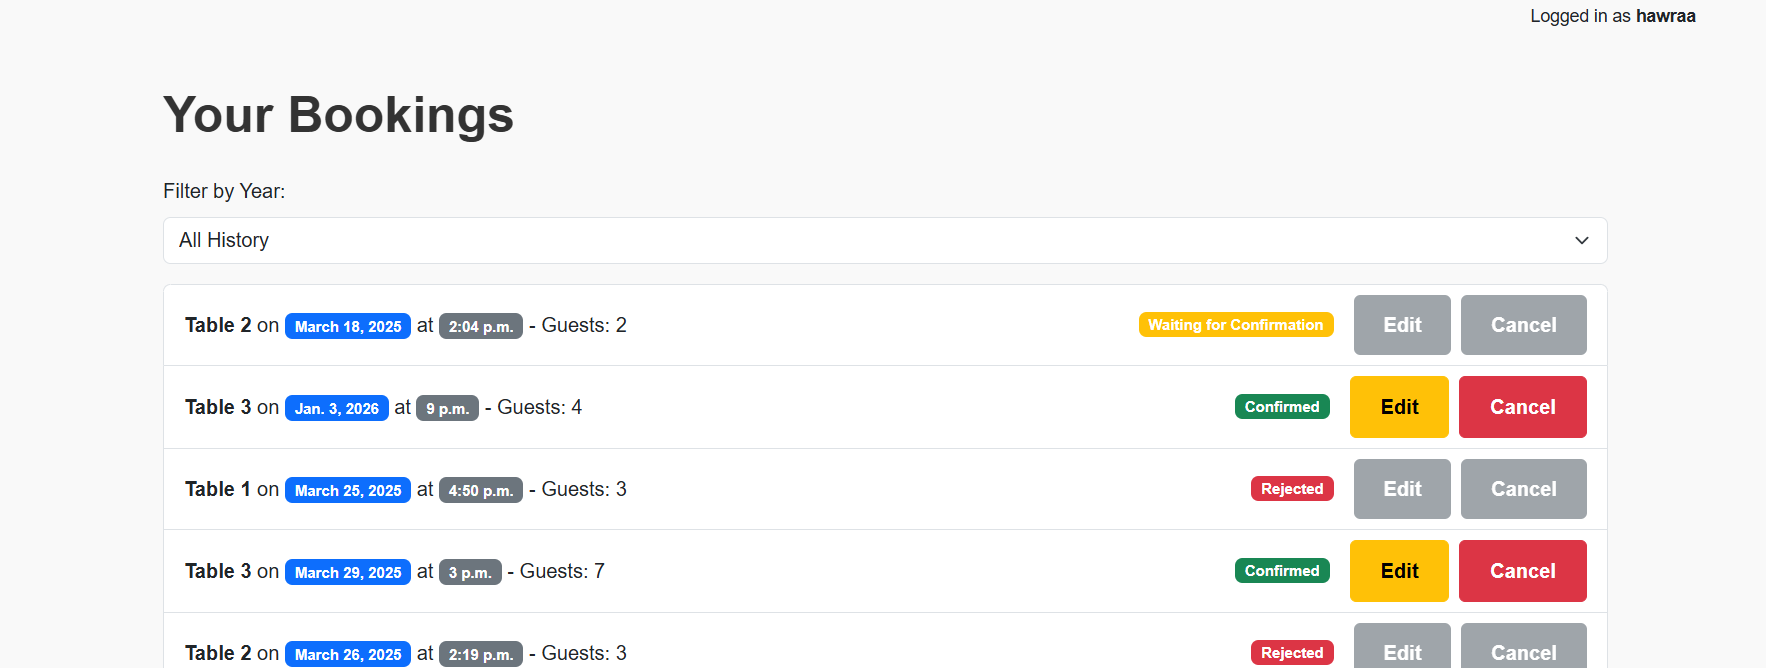 Logged in as hawraa
Your Bookings
Filter by Year:
All History
Table 2 on March 18, 2025 at 2:04 p.m. - Guests: 2 Waiting for Confirmation Edit Cancel
Table 3 on Jan. 3, 2026 at 9 p.m. - Guests: 4 Confirmed Edit Cancel
Table 1 on March 25, 2025 at 4:50 p.m. - Guests: 3 Rejected Edit Cancel
Table 3 on March 29, 2025 at 3 p.m. - Guests: 7 Confirmed Edit Cancel
Table 2 on March 26, 2025 at 2:19 p.m. - Guests: 3 Rejected Edit Cancel